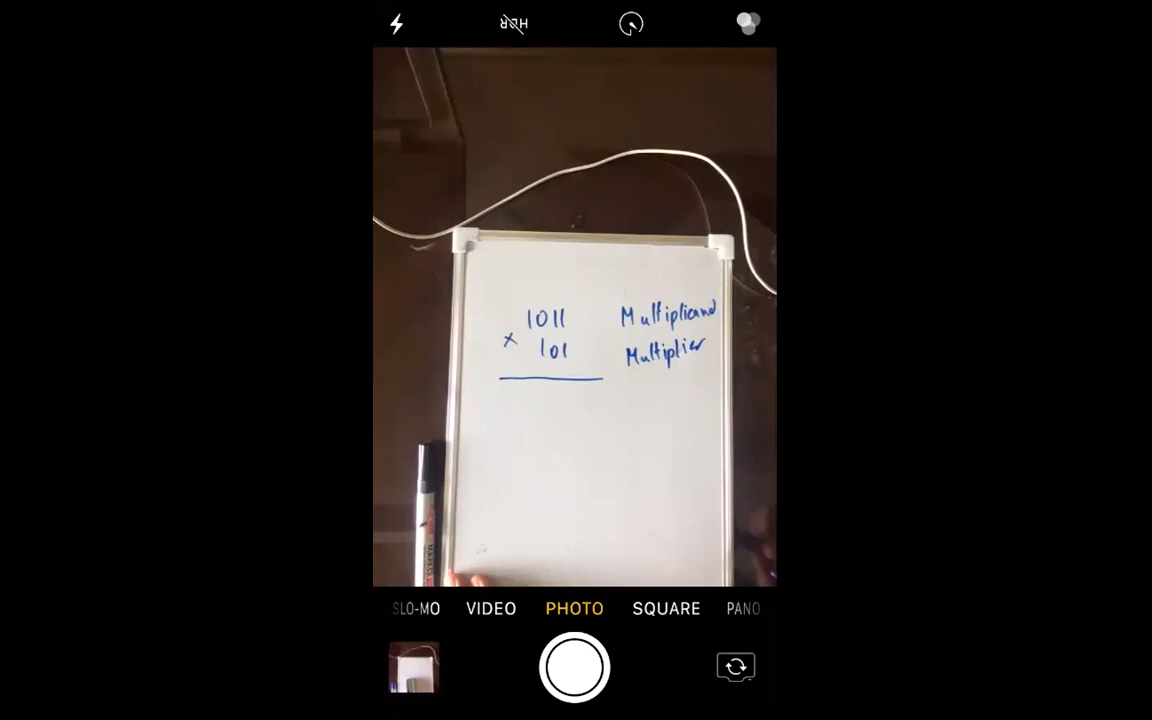 HDR
1011 Multiplicand
× 101 Multiplier
SLO-MO VIDEO PHOTO SQUARE PANO